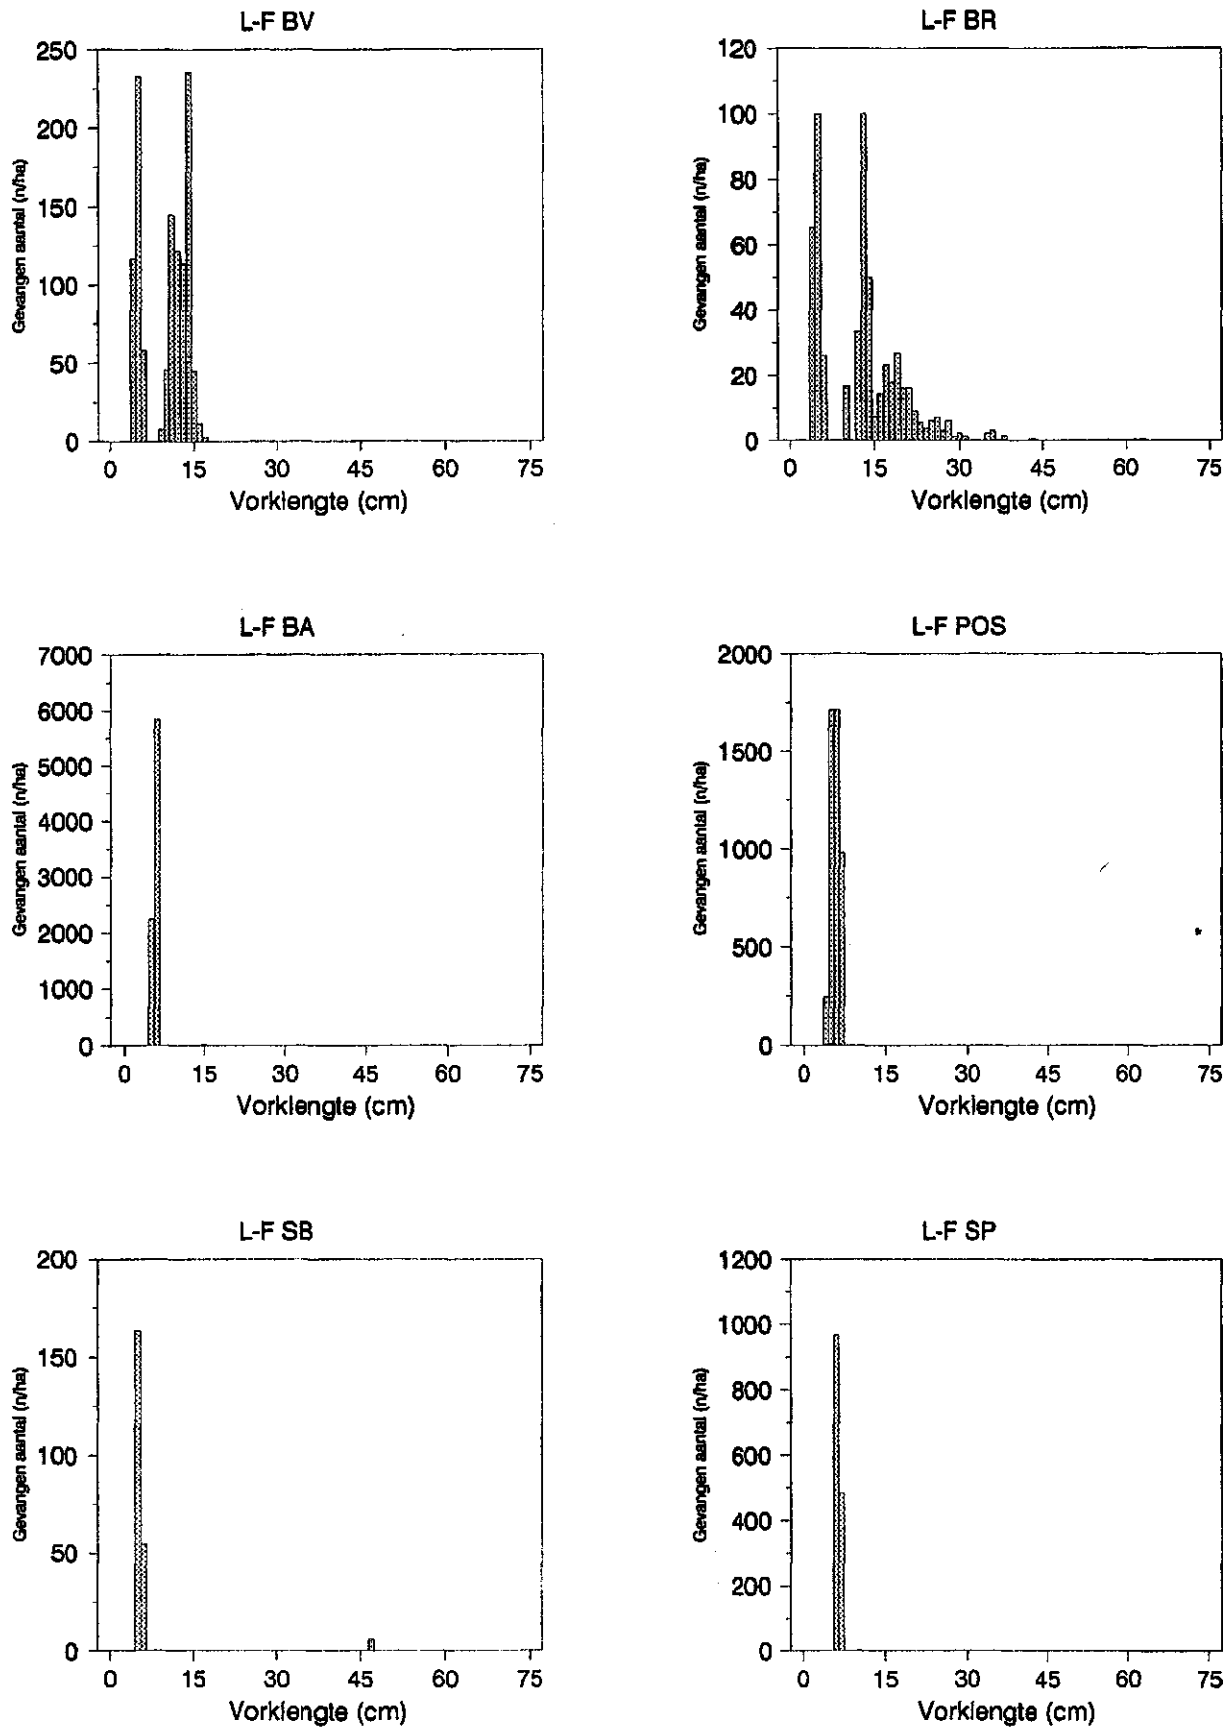 L-F BV
250
200
150
100
50
0
Gevangen aantal (n/ha)
0 15 30 45 60 75
Vorklengte (cm)
L-F BR
120
100
80
60
40
20
0
Gevangen aantal (n/ha)
0 15 30 45 60 75
Vorklengte (cm)
L-F BA
7000
6000
5000
4000
3000
2000
1000
0
Gevangen aantal (n/ha)
0 15 30 45 60 75
Vorklengte (cm)
L-F POS
2000
1500
1000
500
0
Gevangen aantal (n/ha)
0 15 30 45 60 75
Vorklengte (cm)
L-F SB
200
150
100
50
0
Gevangen aantal (n/ha)
0 15 30 45 60 75
Vorklengte (cm)
L-F SP
1200
1000
800
600
400
200
0
Gevangen aantal (n/ha)
0 15 30 45 60 75
Vorklengte (cm)